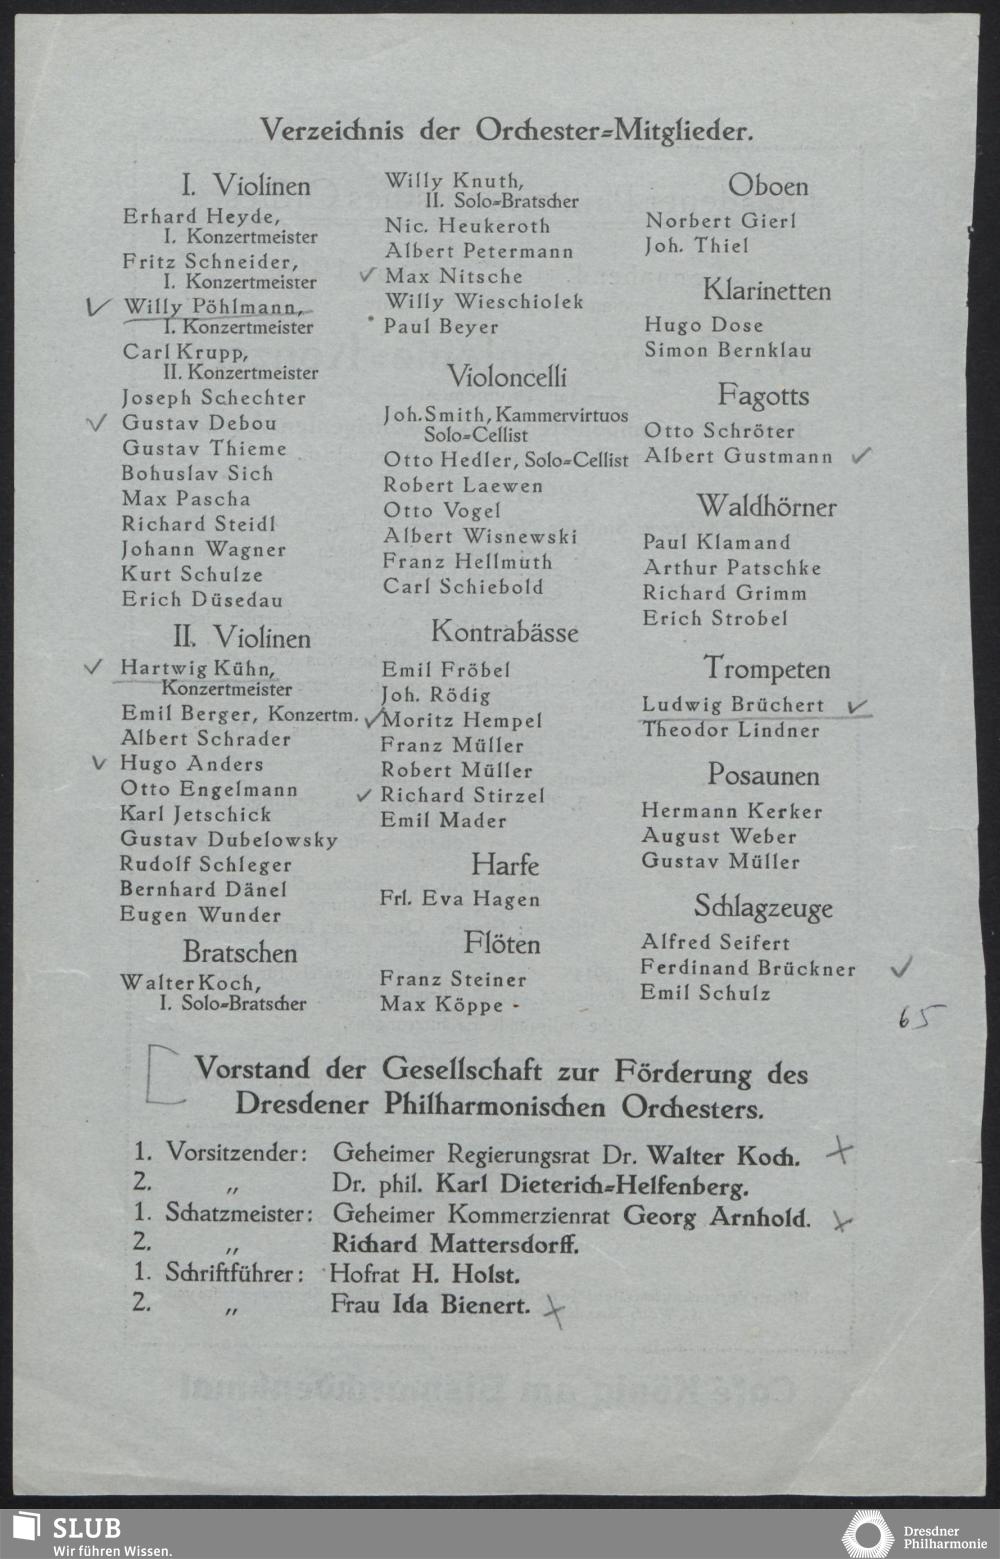 Verzeichnis der Orchester=Mitglieder.
I. Violinen
Erhard Heyde,
I. Konzertmeister
Fritz Schneider,
I. Konzertmeister
Willy Pöhlmann,
I. Konzertmeister
Carl Krupp,
II. Konzertmeister
Joseph Schechter
Gustav Debou
Gustav Thieme
Bohuslav Sich
Max Pascha
Richard Steidl
Johann Wagner
Kurt Schulze
Erich Düsedau
II. Violinen
Hartwig Kühn,
Konzertmeister
Emil Berger, Konzertm.
Albert Schrader
Hugo Anders
Otto Engelmann
Karl Jetschick
Gustav Dubelowsky
Rudolf Schleger
Bernhard Dänel
Eugen Wunder
Bratschen
Walter Koch,
I. Solo=Bratscher
Willy Knuth,
II. Solo=Bratscher
Nic. Heukeroth
Albert Petermann
Max Nitsche
Willy Wieschiolek
Paul Beyer
Violoncelli
Joh. Smith, Kammervirtuos
Solo=Cellist
Otto Hedler, Solo=Cellist
Robert Laewen
Otto Vogel
Albert Wisnewski
Franz Hellmuth
Carl Schiebold
Kontrabässe
Emil Fröbel
Joh. Rödig
Moritz Hempel
Franz Müller
Robert Müller
Richard Stirzel
Emil Mader
Harfe
Frl. Eva Hagen
Flöten
Franz Steiner
Max Köppe
Oboen
Norbert Gierl
Joh. Thiel
Klarinetten
Hugo Dose
Simon Bernklau
Fagotts
Otto Schröter
Albert Gustmann
Waldhörner
Paul Klamand
Arthur Patschke
Richard Grimm
Erich Strobel
Trompeten
Ludwig Brüchert
Theodor Lindner
Posaunen
Hermann Kerker
August Weber
Gustav Müller
Schlagzeuge
Alfred Seifert
Ferdinand Brückner
Emil Schulz
65
Vorstand der Gesellschaft zur Förderung des
Dresdener Philharmonischen Orchesters.
1. Vorsitzender: Geheimer Regierungsrat Dr. Walter Koch.
2. „ Dr. phil. Karl Dieterich=Helfenberg.
1. Schatzmeister: Geheimer Kommerzienrat Georg Arnhold.
2. „ Richard Mattersdorff.
1. Schriftführer: Hofrat H. Holst.
2. „ Frau Ida Bienert.
SLUB
Wir führen Wissen.
Dresdner
Philharmonie